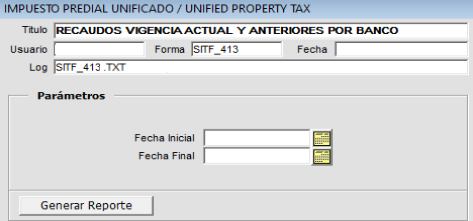 IMPUESTO PREDIAL UNIFICADO / UNIFIED PROPERTY TAX
Titulo RECAUDOS VIGENCIA ACTUAL Y ANTERIORES POR BANCO
Usuario Forma SITF_413 Fecha
Log SITF_413 .TXT
Parámetros
Fecha Inicial
Fecha Final
Generar Reporte